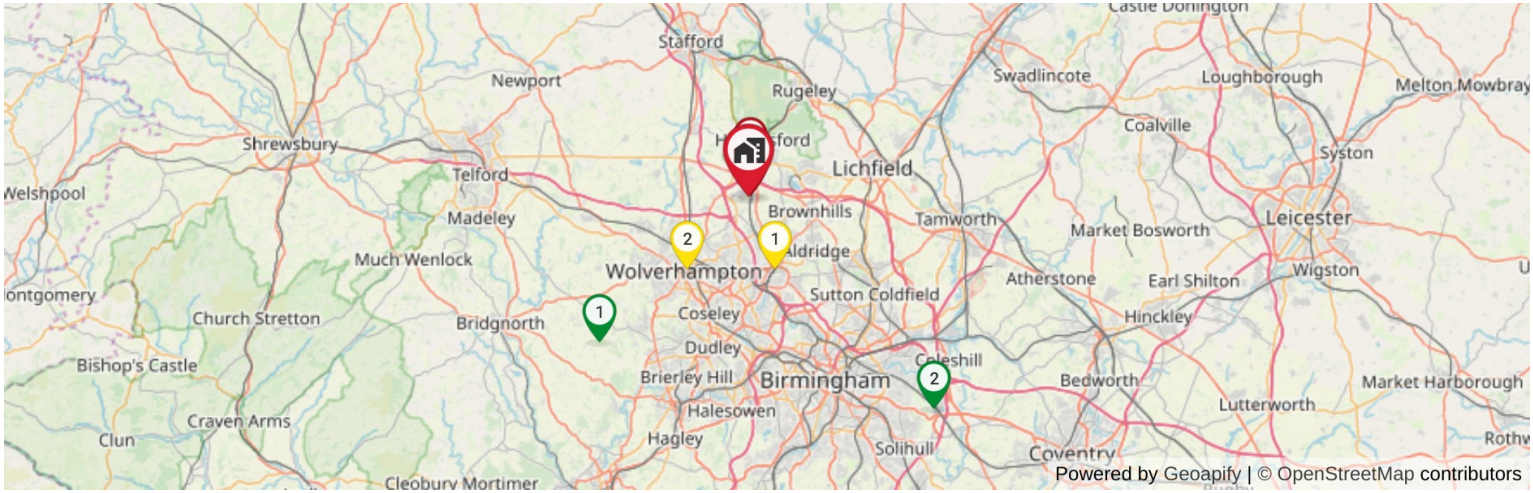 Castle Donington
Stafford
Newport
Swadlincote
Loughborough
Melton Mowbray
Rugeley
Coalville
Shrewsbury
Syston
Lichfield
Telford
Welshpool
Brownhills
Madeley
Tamworth
Leicester
Market Bosworth
2
1
Aldridge
Much Wenlock
Wolverhampton
Wigston
Atherstone
Earl Shilton
Sutton Coldfield
1
Coseley
Church Stretton
Bridgnorth
Hinckley
Dudley
Coleshill
Bishop's Castle
Brierley Hill
Birmingham
2
Bedworth
Market Harborough
Halesowen
Lutterworth
Craven Arms
Clun
Hagley
Solihull
Coventry
Cleobury Mortimer
Powered by Geoapify | © OpenStreetMap contributors